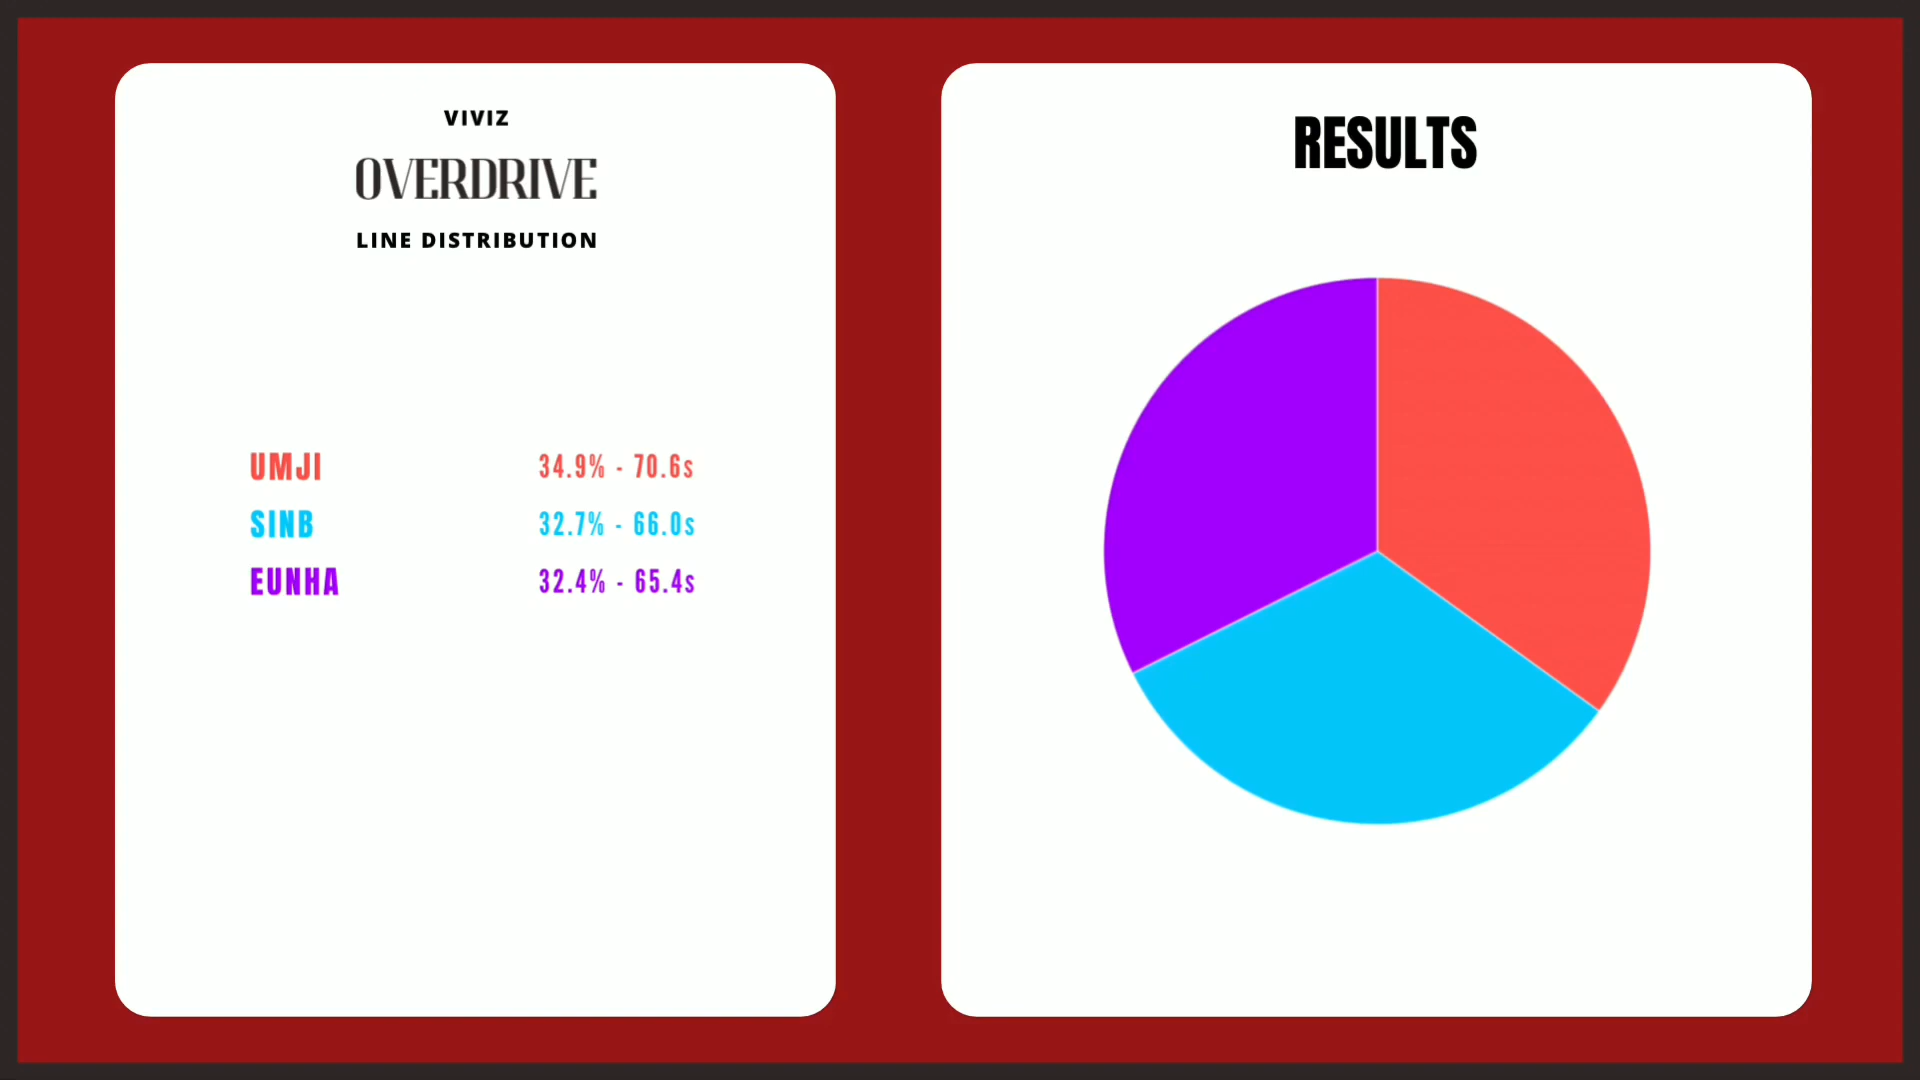 VIVIZ
OVERDRIVE
LINE DISTRIBUTION
UMJI 34.9% - 70.6s
SINB 32.7% - 66.0s
EUNHA 32.4% - 65.4s
RESULTS